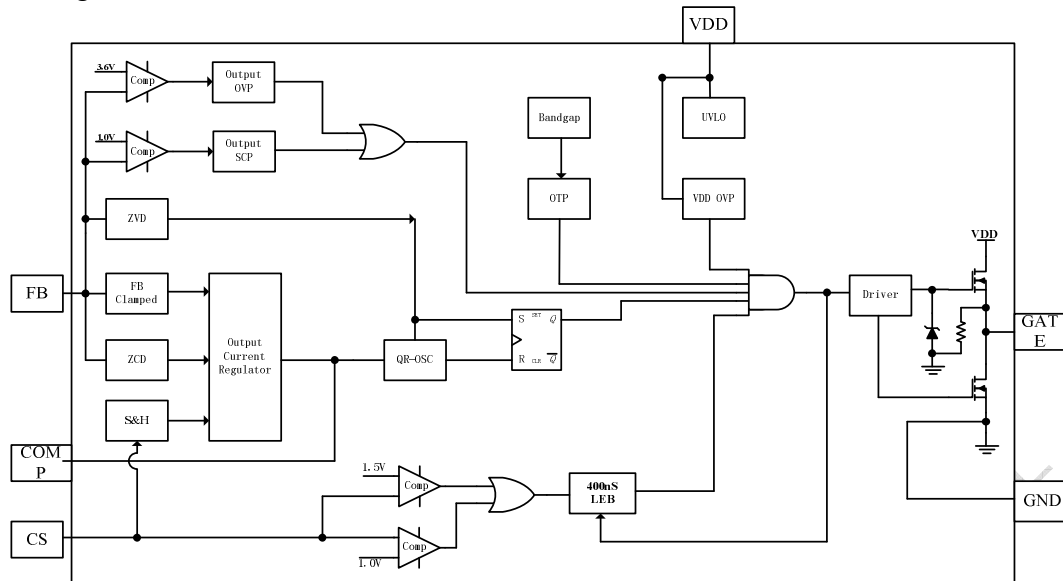 VDD
3.6V
Comp
Output
OVP
1.0V
Comp
Output
SCP
Bandgap
UVLO
OTP
VDD OVP
ZVD
VDD
FB
FB
Clamped
Output
Current
Regulator
ZCD
S&H
QR-OSC
S SET Q
R CLR Q
Driver
GAT
E
COM
P
1.5V
Comp
400nS
LEB
GND
CS
Comp
1.0V